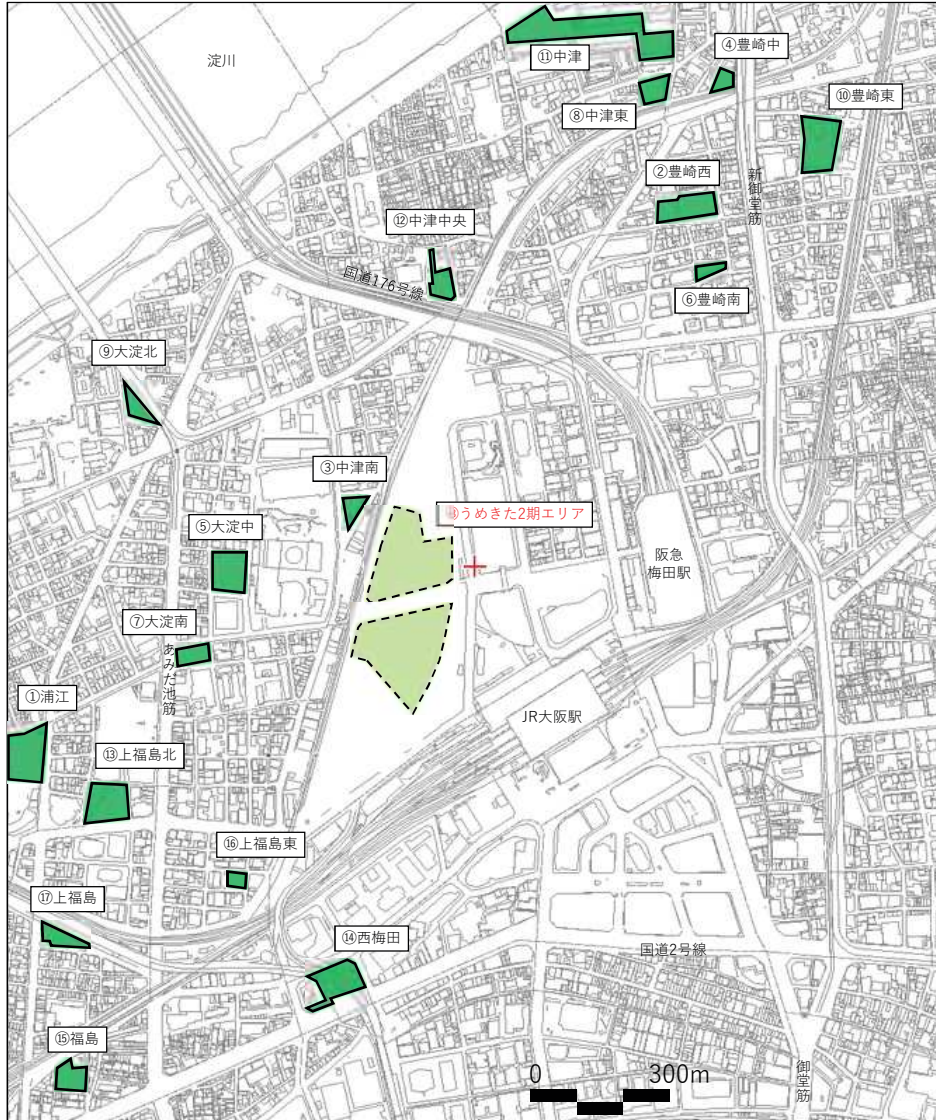 淀川
⑪中津
④豊崎中
⑧中津東
⑩豊崎東
②豊崎西
新御堂筋
⑫中津中央
国道176号線
⑥豊崎南
⑨大淀北
③中津南
うめきた2期エリア
⑤大淀中
阪急
梅田駅
⑦大淀南
あみだ池筋
①浦江
JR大阪駅
⑬上福島北
⑯上福島東
⑰上福島
⑭西梅田
国道2号線
⑮福島
0 300m
御堂筋